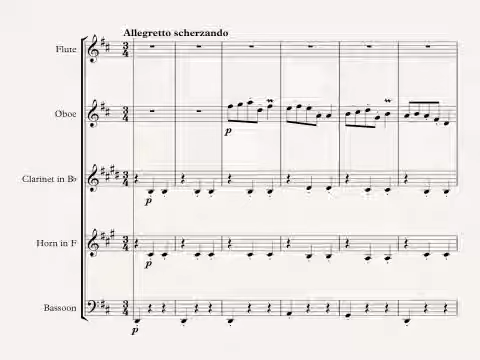 Allegretto scherzando
Flute
Oboe
p
Clarinet in B♭
p
Horn in F
p
Bassoon
p